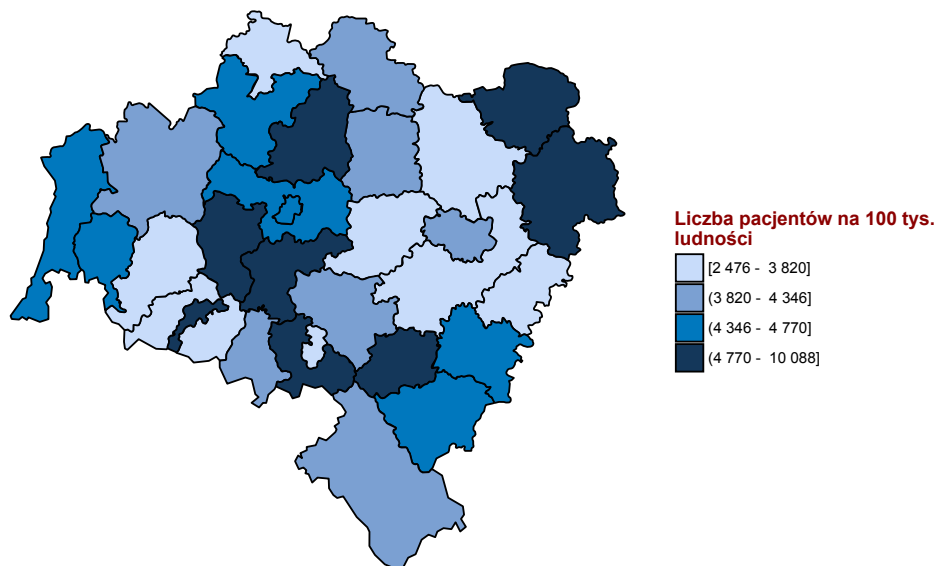 Liczba pacjentów na 100 tys.
ludności
[2 476 - 3 820]
(3 820 - 4 346]
(4 346 - 4 770]
(4 770 - 10 088]